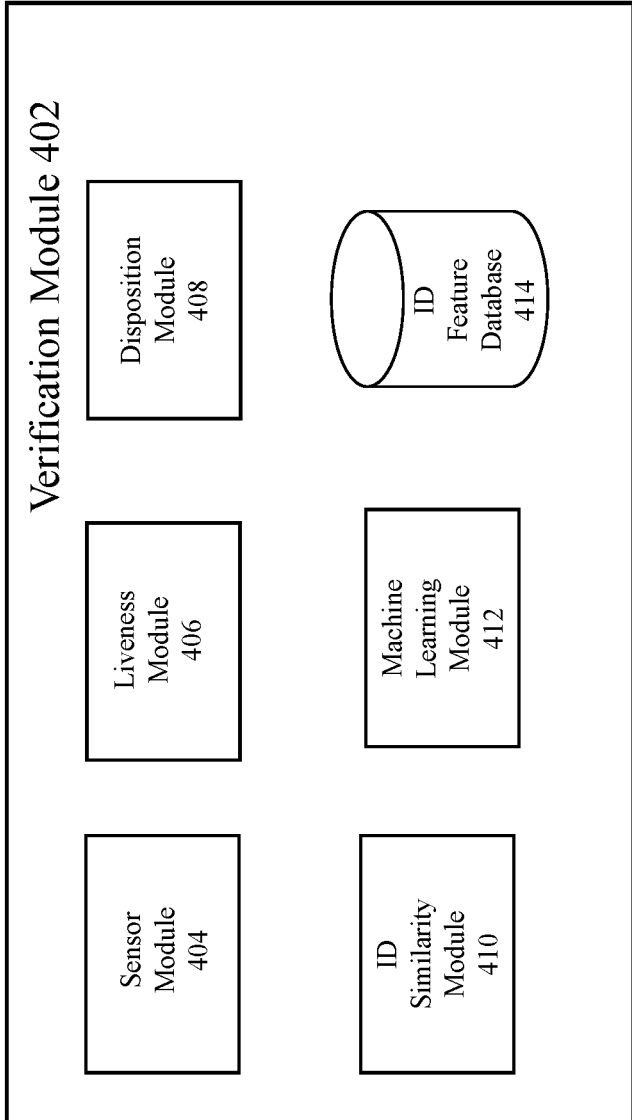 Verification Module 402
Sensor
Module
404
Liveness
Module
406
Disposition
Module
408
ID
Similarity
Module
410
Machine
Learning
Module
412
ID
Feature
Database
414